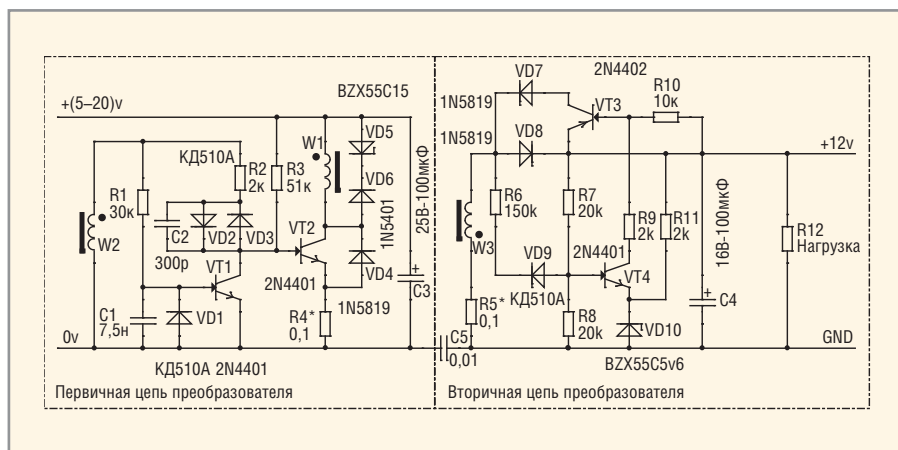 BZX55C15
+(5–20)v
КД510А
R1
30к
R2
2к
R3
51к
W1
VD5
VD6
1N5401
25В-100мкФ
W2
C2
300р
VD2
VD3
VT2
VT1
2N4401
VD4
1N5819
C3
+
C1
7,5н
VD1
R4*
0,1
0v
КД510А 2N4401
Первичная цепь преобразователя
VD7
2N4402
1N5819
VT3
R10
10к
1N5819
VD8
+12v
W3
R6
150k
R7
20k
R9
2k
R11
2k
16В-100мкФ
R12
Нагрузка
VD9
2N4401
КД510А
VT4
R5*
0,1
R8
20k
VD10
+
C4
C5
0,01
GND
BZX55C5v6
Вторичная цепь преобразователя